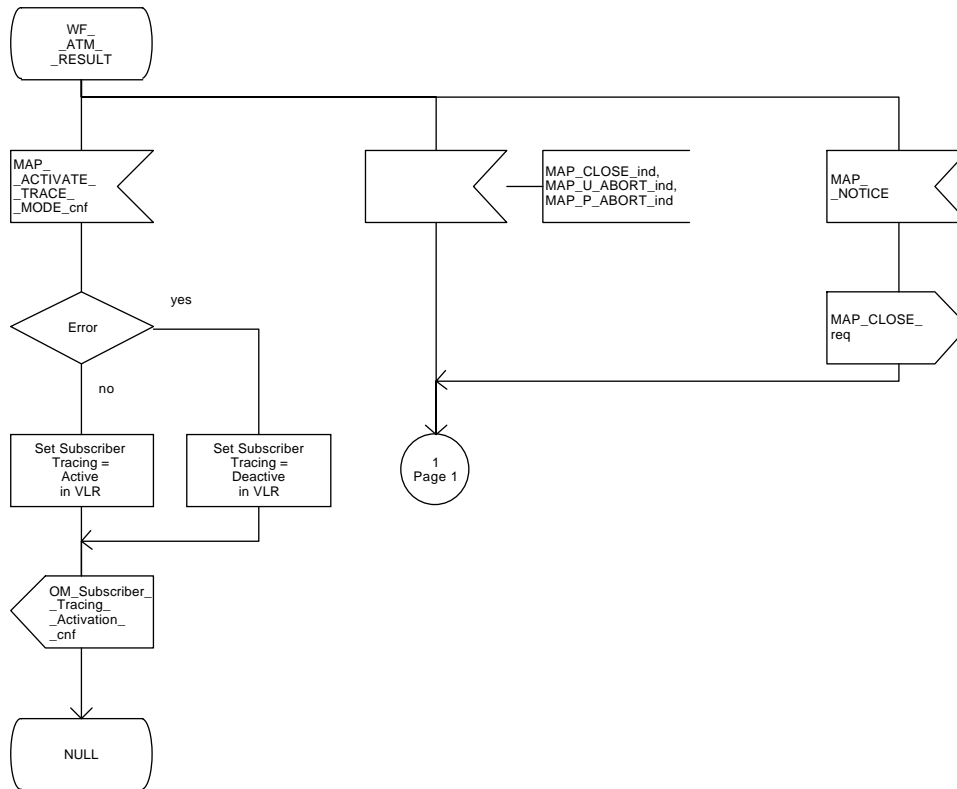 WF_
_ATM_
_RESULT
MAP_
_ACTIVATE_
_TRACE_
_MODE_cnf
MAP_CLOSE_ind,
MAP_U_ABORT_ind,
MAP_P_ABORT_ind
MAP_
_NOTICE
yes
Error
MAP_CLOSE_
req
no
Set Subscriber
Tracing =
Active
in VLR
Set Subscriber
Tracing =
Deactive
in VLR
1
Page 1
OM_Subscriber_
_Tracing_
_Activation_
_cnf
NULL